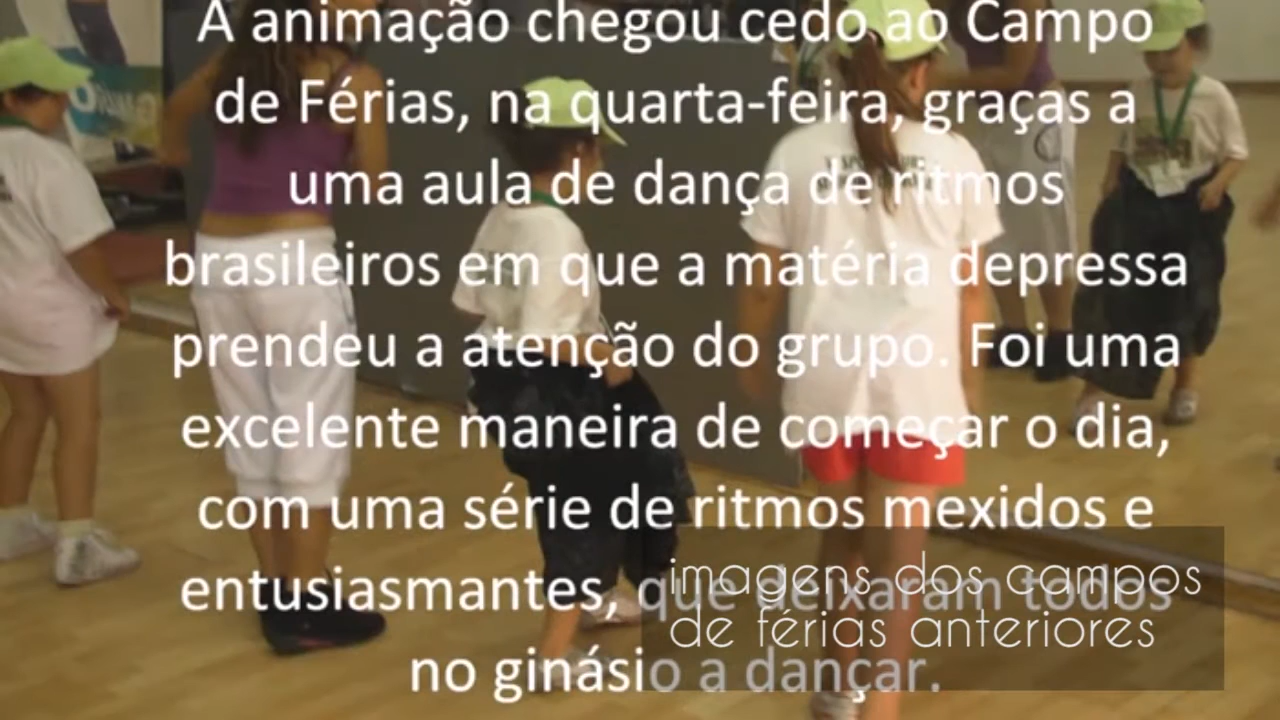 A animação chegou cedo ao Campo
de Férias, na quarta-feira, graças a
uma aula de dança de ritmos
brasileiros em que a matéria depressa
prendeu a atenção do grupo. Foi uma
excelente maneira de começar o dia,
com uma série de ritmos mexidos e
entusiasmantes, que deixaram todos
no ginásio a dançar.
imagens dos campos
de férias anteriores